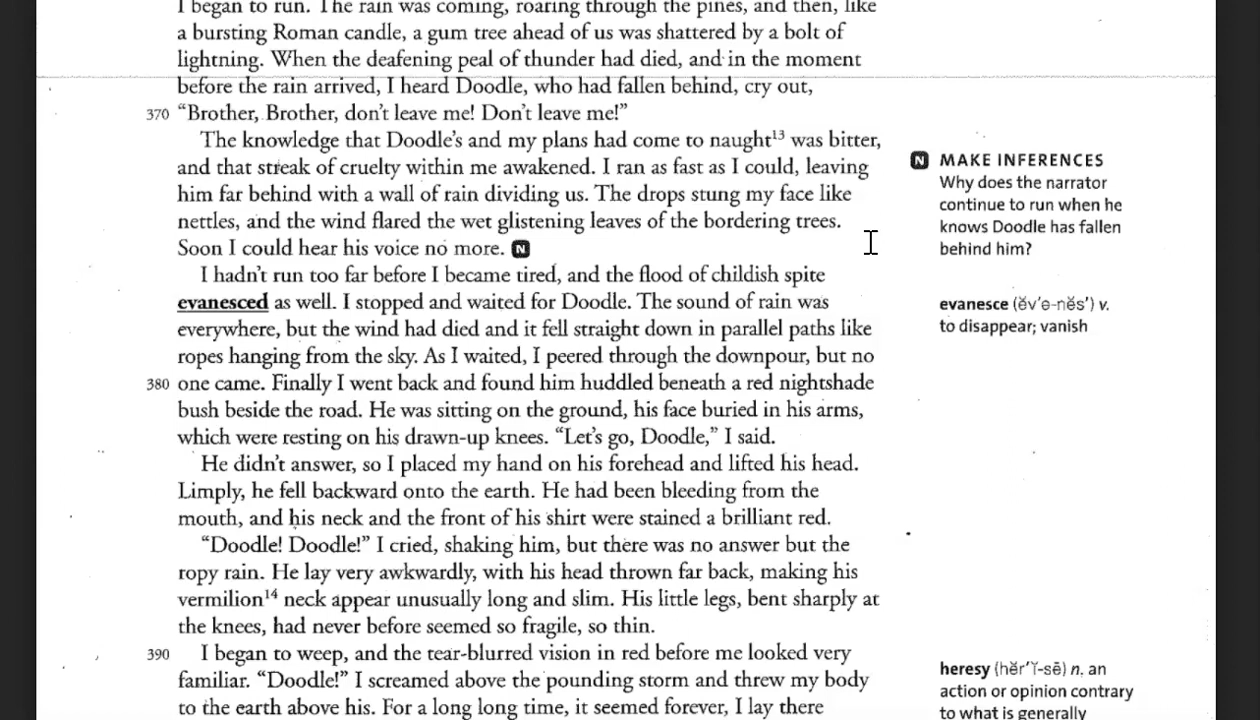 I began to run. The rain was coming, roaring through the pines, and then, like
a bursting Roman candle, a gum tree ahead of us was shattered by a bolt of
lightning. When the deafening peal of thunder had died, and in the moment
before the rain arrived, I heard Doodle, who had fallen behind, cry out,
370 “Brother, Brother, don’t leave me! Don’t leave me!”
The knowledge that Doodle’s and my plans had come to naught¹³ was bitter,
and that streak of cruelty within me awakened. I ran as fast as I could, leaving
him far behind with a wall of rain dividing us. The drops stung my face like
nettles, and the wind flared the wet glistening leaves of the bordering trees.
Soon I could hear his voice no more. N
I hadn’t run too far before I became tired, and the flood of childish spite
evanesced as well. I stopped and waited for Doodle. The sound of rain was
everywhere, but the wind had died and it fell straight down in parallel paths like
ropes hanging from the sky. As I waited, I peered through the downpour, but no
380 one came. Finally I went back and found him huddled beneath a red nightshade
bush beside the road. He was sitting on the ground, his face buried in his arms,
which were resting on his drawn-up knees. “Let’s go, Doodle,” I said.
He didn’t answer, so I placed my hand on his forehead and lifted his head.
Limply, he fell backward onto the earth. He had been bleeding from the
mouth, and his neck and the front of his shirt were stained a brilliant red.
“Doodle! Doodle!” I cried, shaking him, but there was no answer but the
ropy rain. He lay very awkwardly, with his head thrown far back, making his
vermilion¹⁴ neck appear unusually long and slim. His little legs, bent sharply at
the knees, had never before seemed so fragile, so thin.
390 I began to weep, and the tear-blurred vision in red before me looked very
familiar. “Doodle!” I screamed above the pounding storm and threw my body
to the earth above his. For a long long time, it seemed forever, I lay there
N MAKE INFERENCES
Why does the narrator
continue to run when he
knows Doodle has fallen
behind him?
evanesce (ĕv′ə-nĕs′) v.
to disappear; vanish
heresy (hĕr′ĭ-sē) n. an
action or opinion contrary
to what is generally